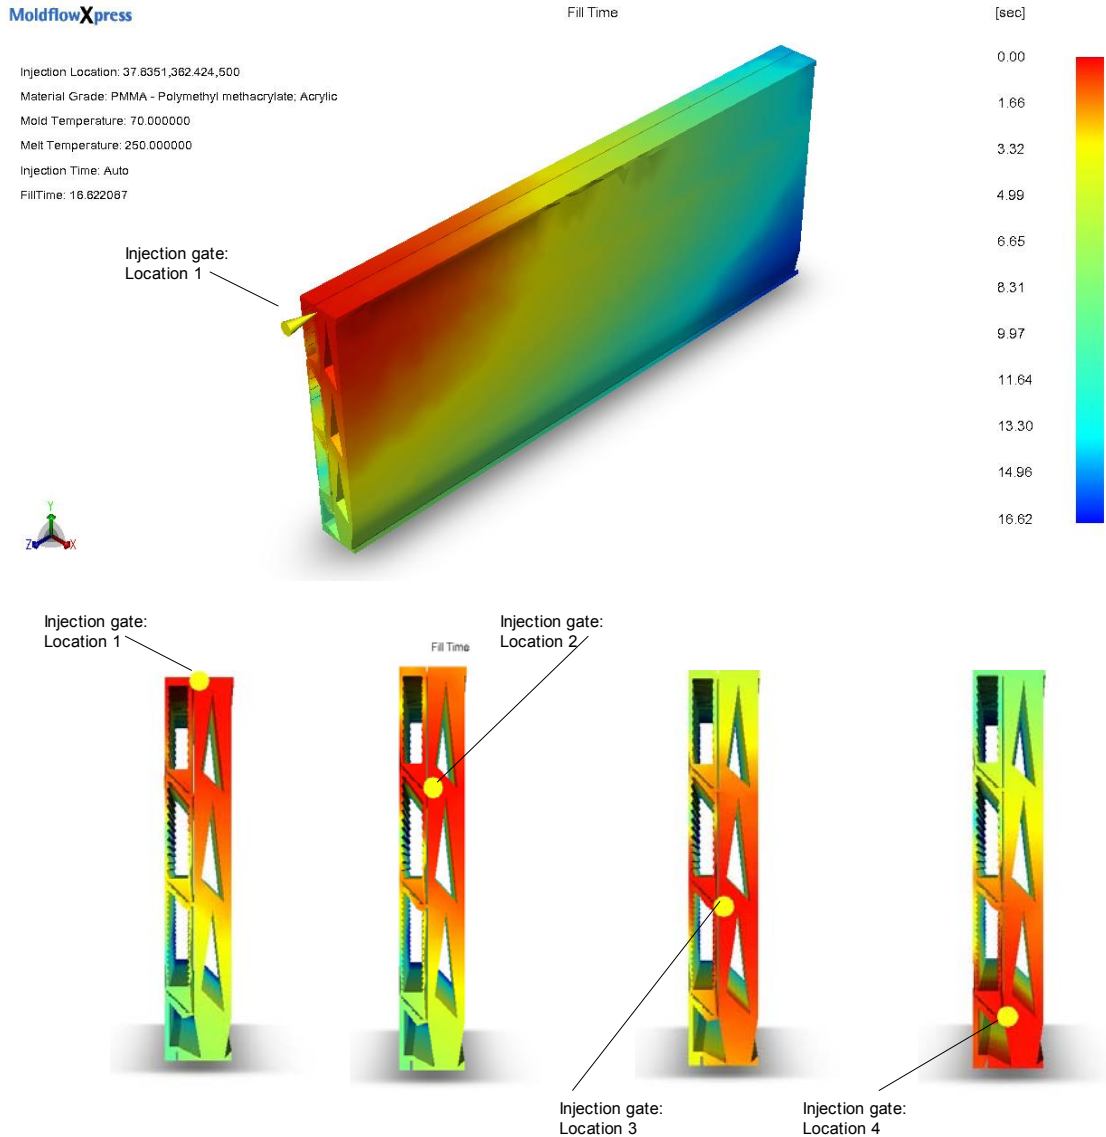 MoldflowXpress
Fill Time
[sec]
Injection Location: 37.8351,362.424,500
Material Grade: PMMA - Polymethyl methacrylate; Acrylic
Mold Temperature: 70.000000
Melt Temperature: 250.000000
Injection Time: Auto
FillTime: 16.622087
0.00
1.66
3.32
4.99
6.65
8.31
9.97
11.64
13.30
14.96
16.62
Injection gate:
Location 1
Y
Z
X
Injection gate:
Location 1
Fill Time
Injection gate:
Location 2
Injection gate:
Location 3
Injection gate:
Location 4